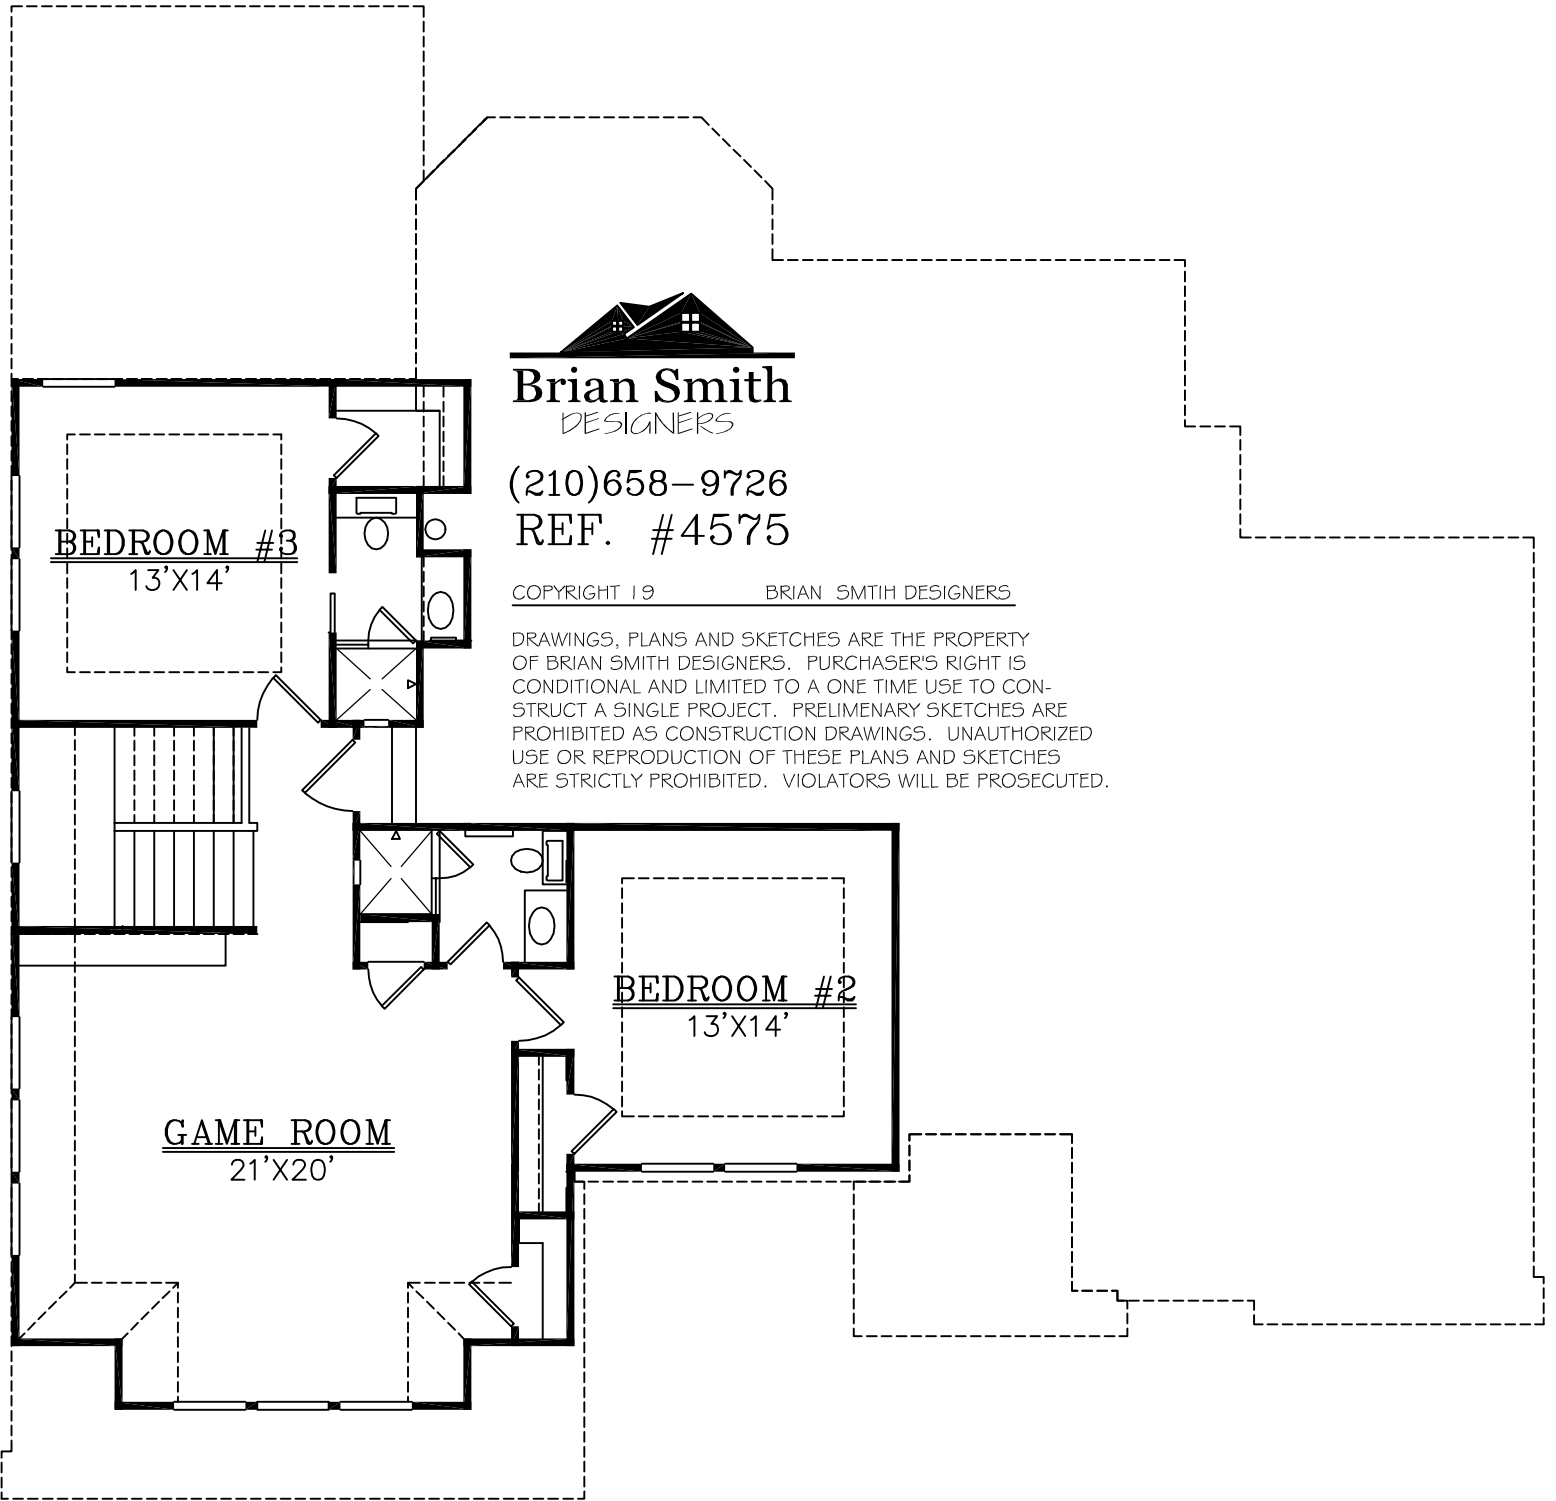 Brian Smith
DESIGNERS
(210)658-9726
REF. #4575
COPYRIGHT 19 BRIAN SMTIH DESIGNERS
DRAWINGS, PLANS AND SKETCHES ARE THE PROPERTY
OF BRIAN SMITH DESIGNERS. PURCHASER'S RIGHT IS
CONDITIONAL AND LIMITED TO A ONE TIME USE TO CON-
STRUCT A SINGLE PROJECT. PRELIMENARY SKETCHES ARE
PROHIBITED AS CONSTRUCTION DRAWINGS. UNAUTHORIZED
USE OR REPRODUCTION OF THESE PLANS AND SKETCHES
ARE STRICTLY PROHIBITED. VIOLATORS WILL BE PROSECUTED.
BEDROOM #3
13'X14'
BEDROOM #2
13'X14'
GAME ROOM
21'X20'